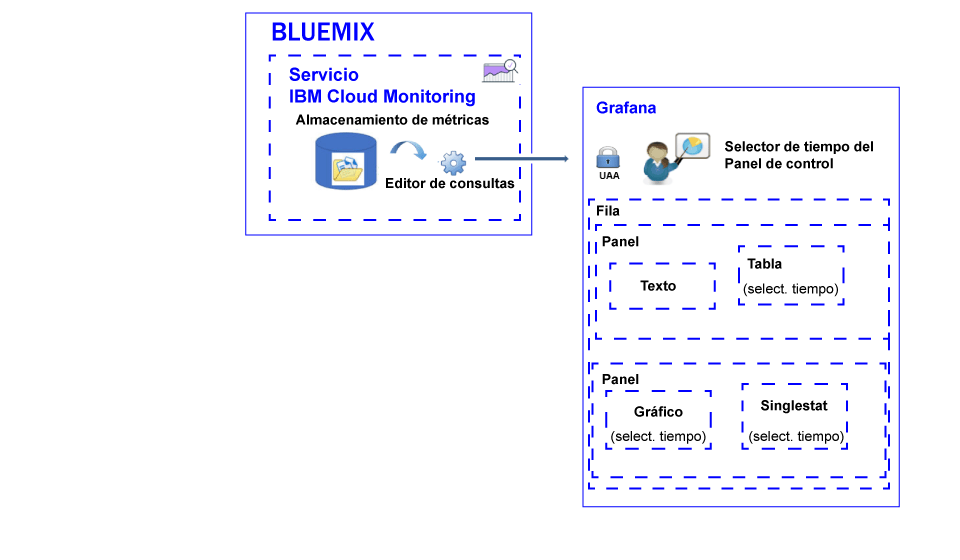 BLUEMIX
Servicio
IBM Cloud Monitoring
Almacenamiento de métricas
Editor de consultas
Grafana
UAA
Selector de tiempo del
Panel de control
Fila
Panel
Texto
Tabla
(select. tiempo)
Panel
Gráfico
(select. tiempo)
Singlestat
(select. tiempo)